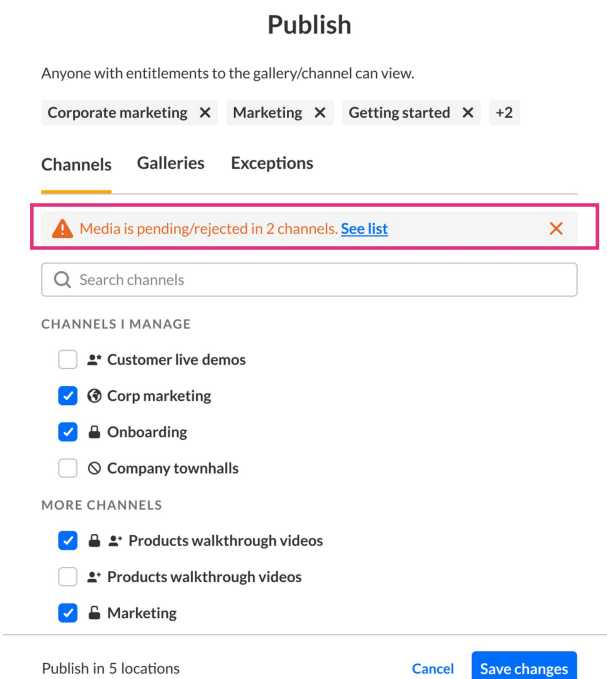 Publish
Anyone with entitlements to the gallery/channel can view.
Corporate marketing × Marketing × Getting started × +2
Channels Galleries Exceptions
Media is pending/rejected in 2 channels. See list
Search channels
CHANNELS I MANAGE
Customer live demos
Corp marketing
Onboarding
Company townhalls
MORE CHANNELS
Products walkthrough videos
Products walkthrough videos
Marketing
Publish in 5 locations Cancel Save changes